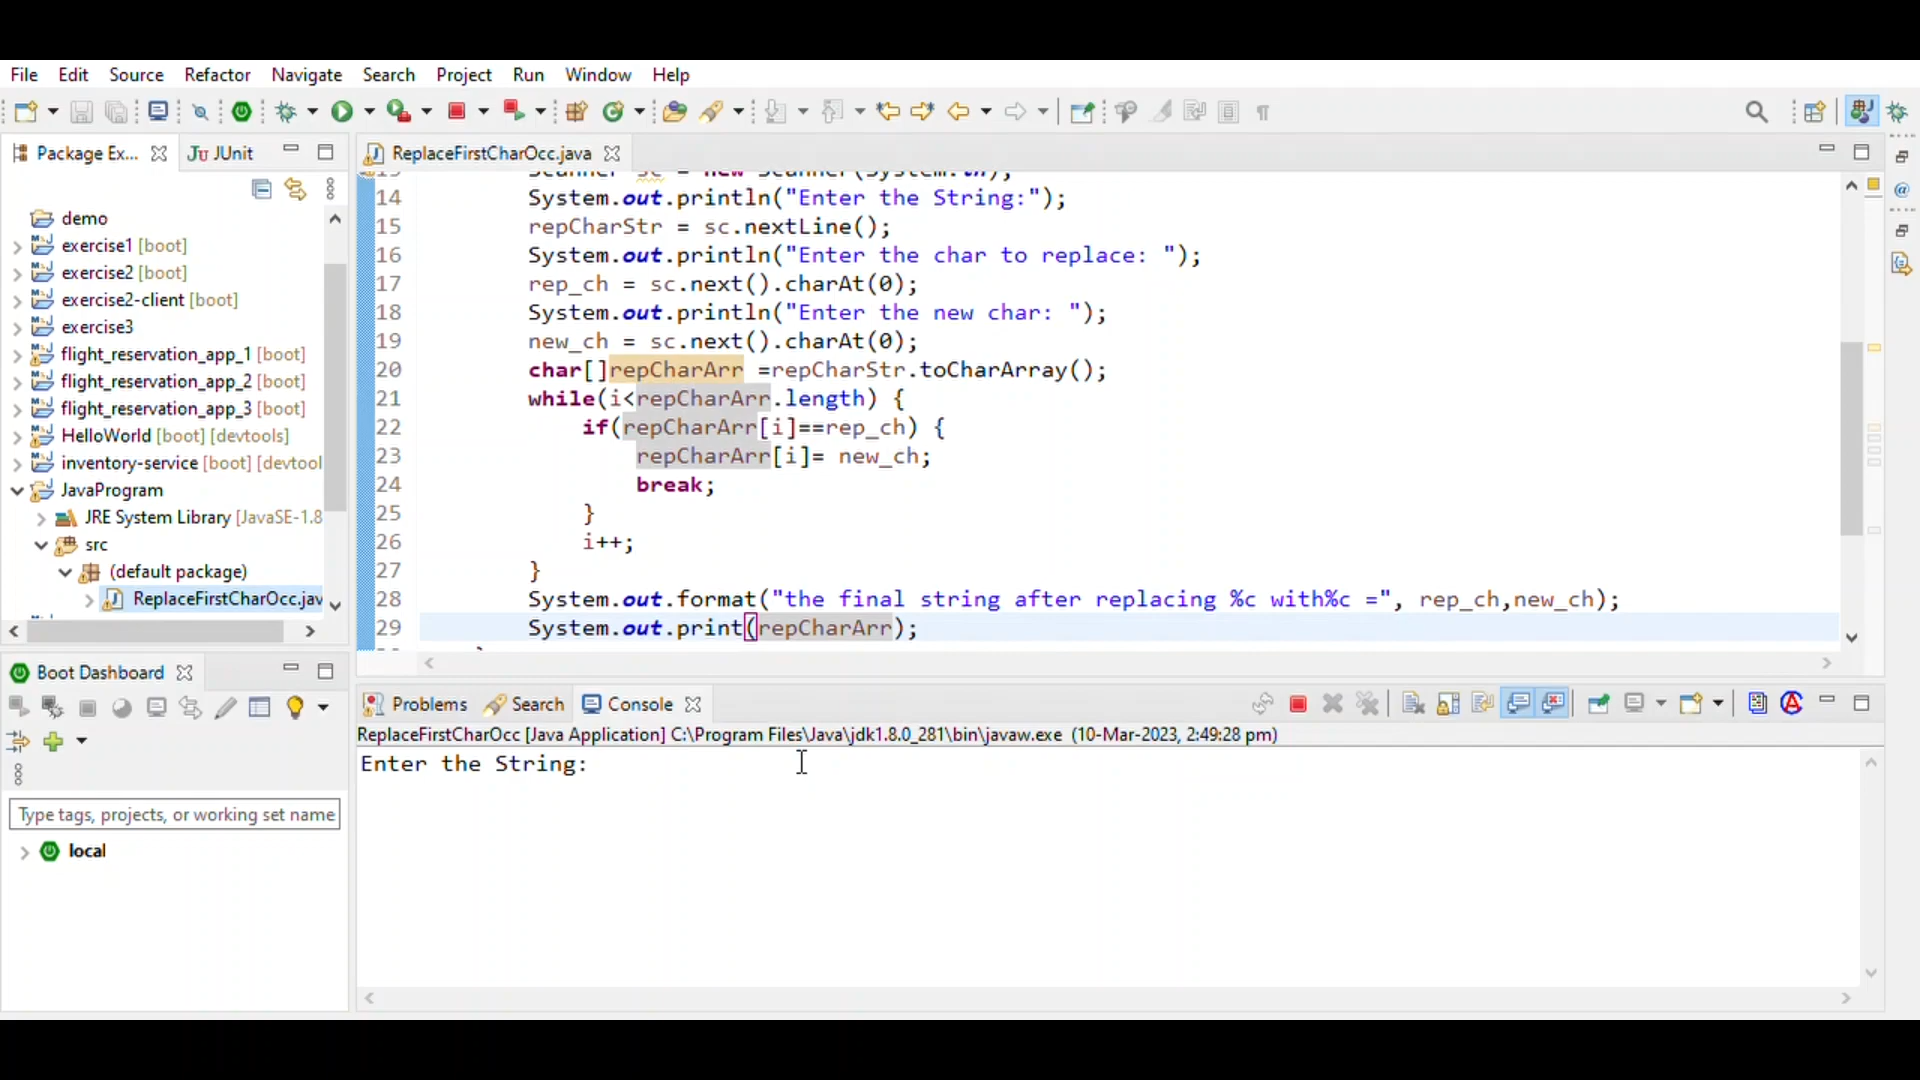 File Edit Source Refactor Navigate Search Project Run Window Help
Package Ex... JUnit
demo
exercise1 [boot]
exercise2 [boot]
exercise2-client [boot]
exercise3
flight_reservation_app_1 [boot]
flight_reservation_app_2 [boot]
flight_reservation_app_3 [boot]
HelloWorld [boot] [devtools]
inventory-service [boot] [devtool
JavaProgram
JRE System Library [JavaSE-1.8
src
(default package)
ReplaceFirstCharOcc.jav
Boot Dashboard
Type tags, projects, or working set name
local
ReplaceFirstCharOcc.java
Scanner sc = new Scanner(System.in);
14 System.out.println("Enter the String:");
15 repCharStr = sc.nextLine();
16 System.out.println("Enter the char to replace: ");
17 rep_ch = sc.next().charAt(0);
18 System.out.println("Enter the new char: ");
19 new_ch = sc.next().charAt(0);
20 char[]repCharArr =repCharStr.toCharArray();
21 while(i<repCharArr.length) {
22 if(repCharArr[i]==rep_ch) {
23 repCharArr[i]= new_ch;
24 break;
25 }
26 i++;
27 }
28 System.out.format("the final string after replacing %c with%c =", rep_ch,new_ch);
29 System.out.print(repCharArr);
Problems Search Console
ReplaceFirstCharOcc [Java Application] C:\Program Files\Java\jdk1.8.0_281\bin\javaw.exe (10-Mar-2023, 2:49:28 pm)
Enter the String: